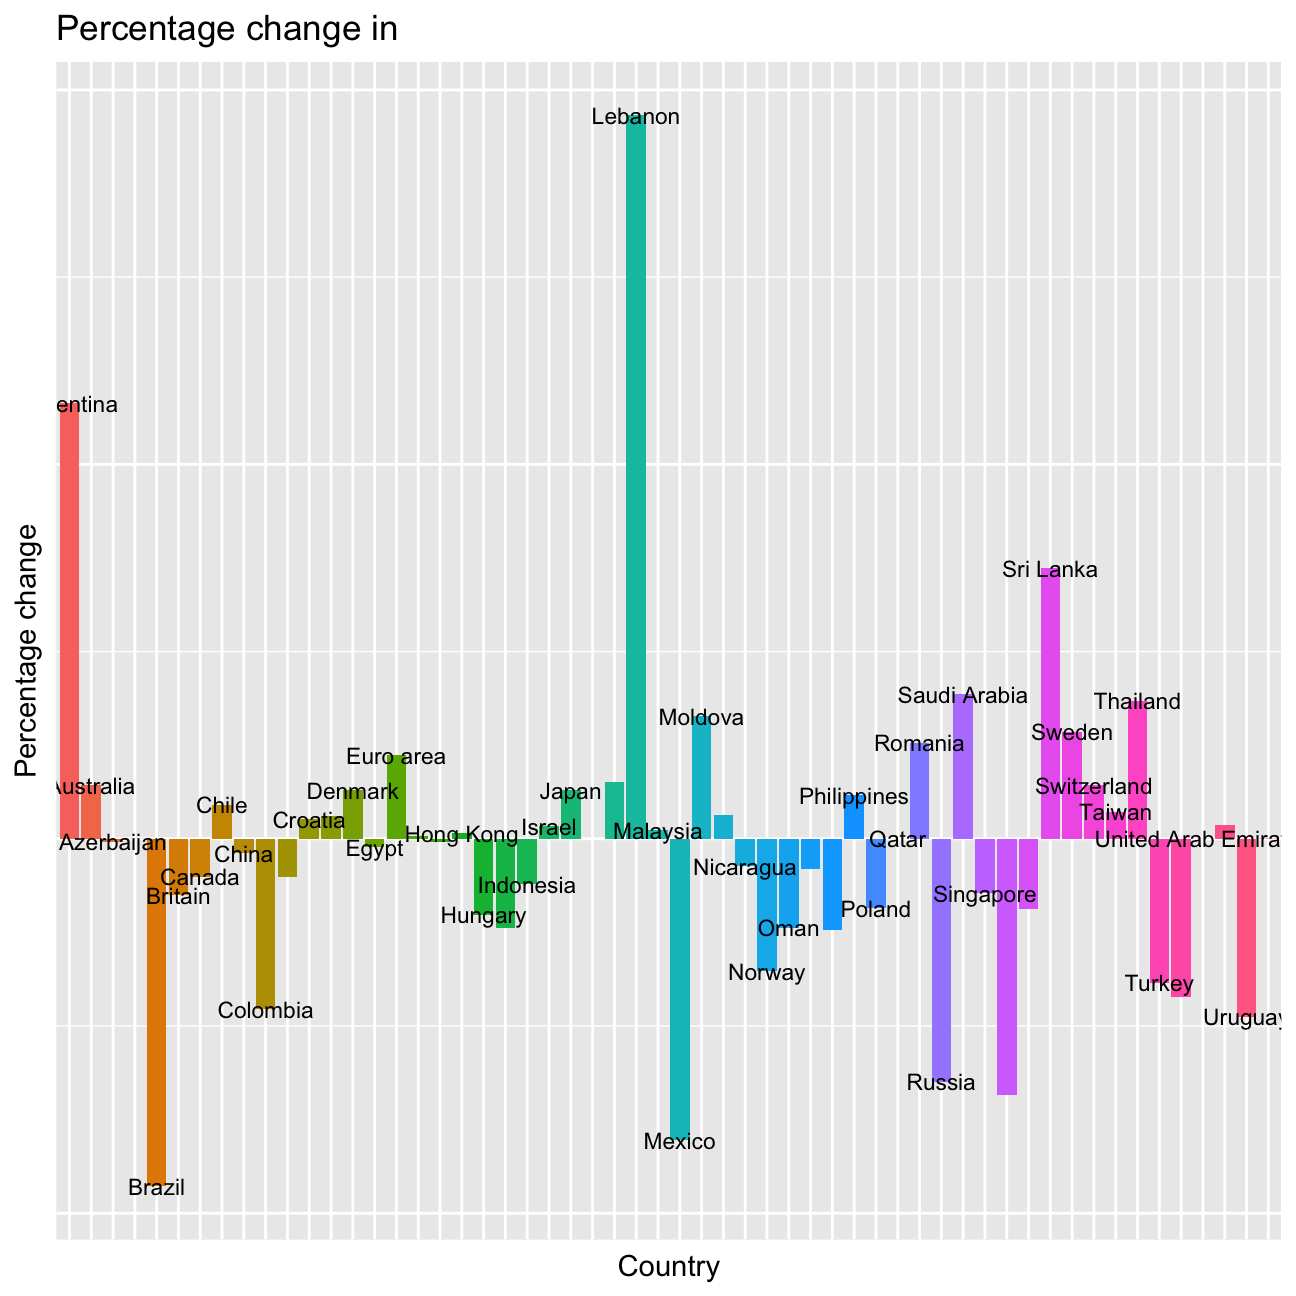 Percentage change in
Lebanon
entina
Sri Lanka
Saudi Arabia
Thailand
Moldova
Sweden
Romania
Euro area
Australia
Denmark
Japan
Switzerland
Philippines
Chile
Taiwan
Croatia
Israel
Malaysia
Hong Kong
Qatar
United Arab Emirat
Azerbaijan
Egypt
China
Nicaragua
Canada
Indonesia
Singapore
Britain
Poland
Hungary
Oman
Norway
Turkey
Colombia
Uruguay
Russia
Mexico
Brazil
Percentage change
Country